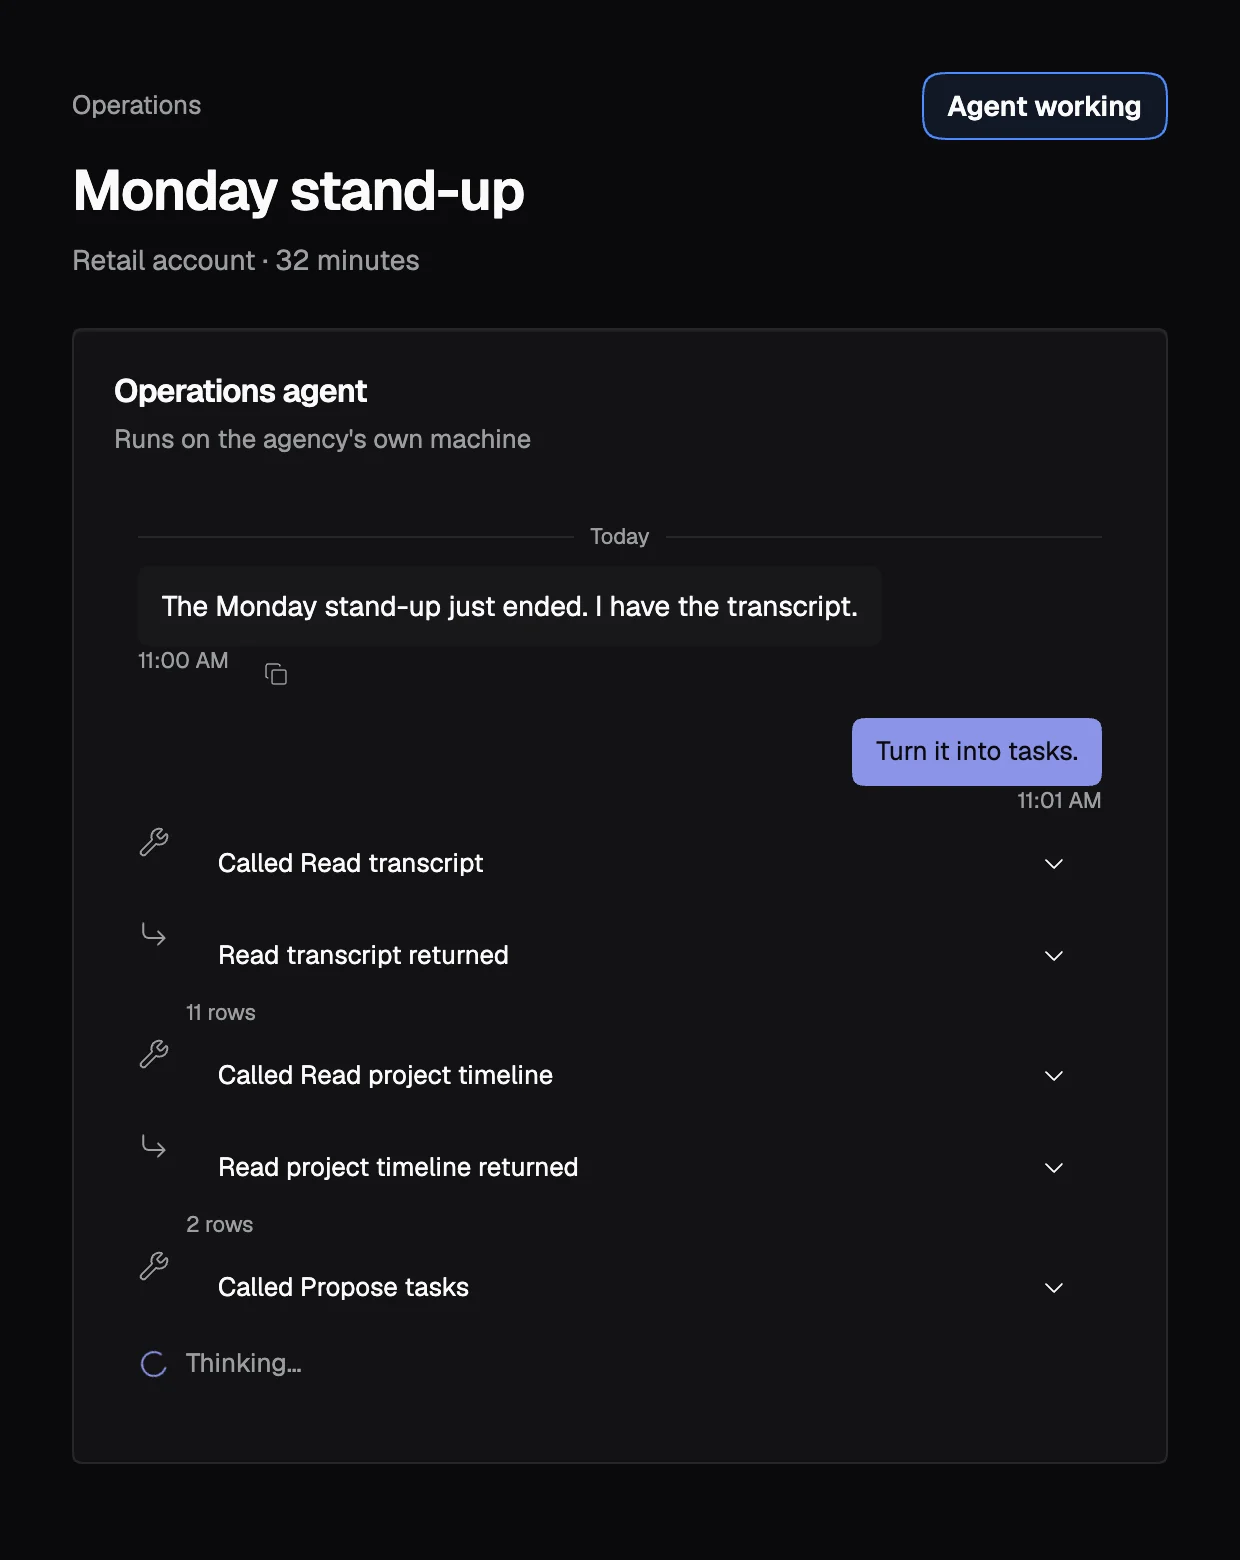 Operations
Agent working
Monday stand-up
Retail account · 32 minutes
Operations agent
Runs on the agency's own machine
Today
The Monday stand-up just ended. I have the transcript.
11:00 AM
Turn it into tasks.
11:01 AM
Called Read transcript
Read transcript returned
11 rows
Called Read project timeline
Read project timeline returned
2 rows
Called Propose tasks
Thinking…